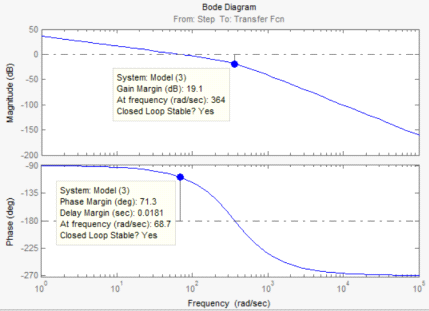 Bode Diagram
From: Step To: Transfer Fcn
Magnitude (dB)
50
0
-50
-100
-150
-200
System: Model (3)
Gain Margin (dB): 19.1
At frequency (rad/sec): 364
Closed Loop Stable? Yes
Phase (deg)
-90
-135
-180
-225
-270
System: Model (3)
Phase Margin (deg): 71.3
Delay Margin (sec): 0.0181
At frequency (rad/sec): 68.7
Closed Loop Stable? Yes
10^0 10^1 10^2 10^3 10^4 10^5
Frequency (rad/sec)